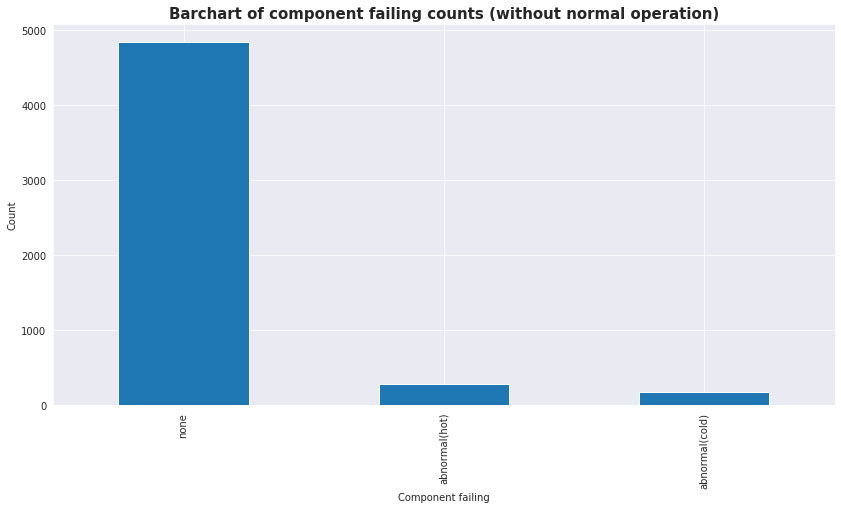 Barchart of component failing counts (without normal operation)
5000
4000
3000
2000
1000
0
Count
none
abnormal(hot)
abnormal(cold)
Component failing